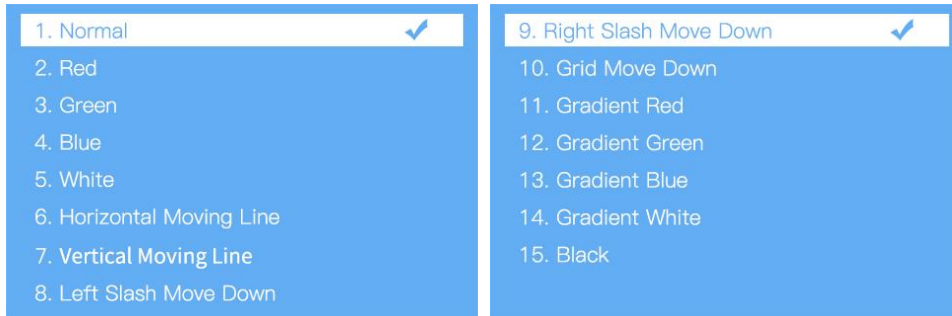 1. Normal
2. Red
3. Green
4. Blue
5. White
6. Horizontal Moving Line
7. Vertical Moving Line
8. Left Slash Move Down
9. Right Slash Move Down
10. Grid Move Down
11. Gradient Red
12. Gradient Green
13. Gradient Blue
14. Gradient White
15. Black